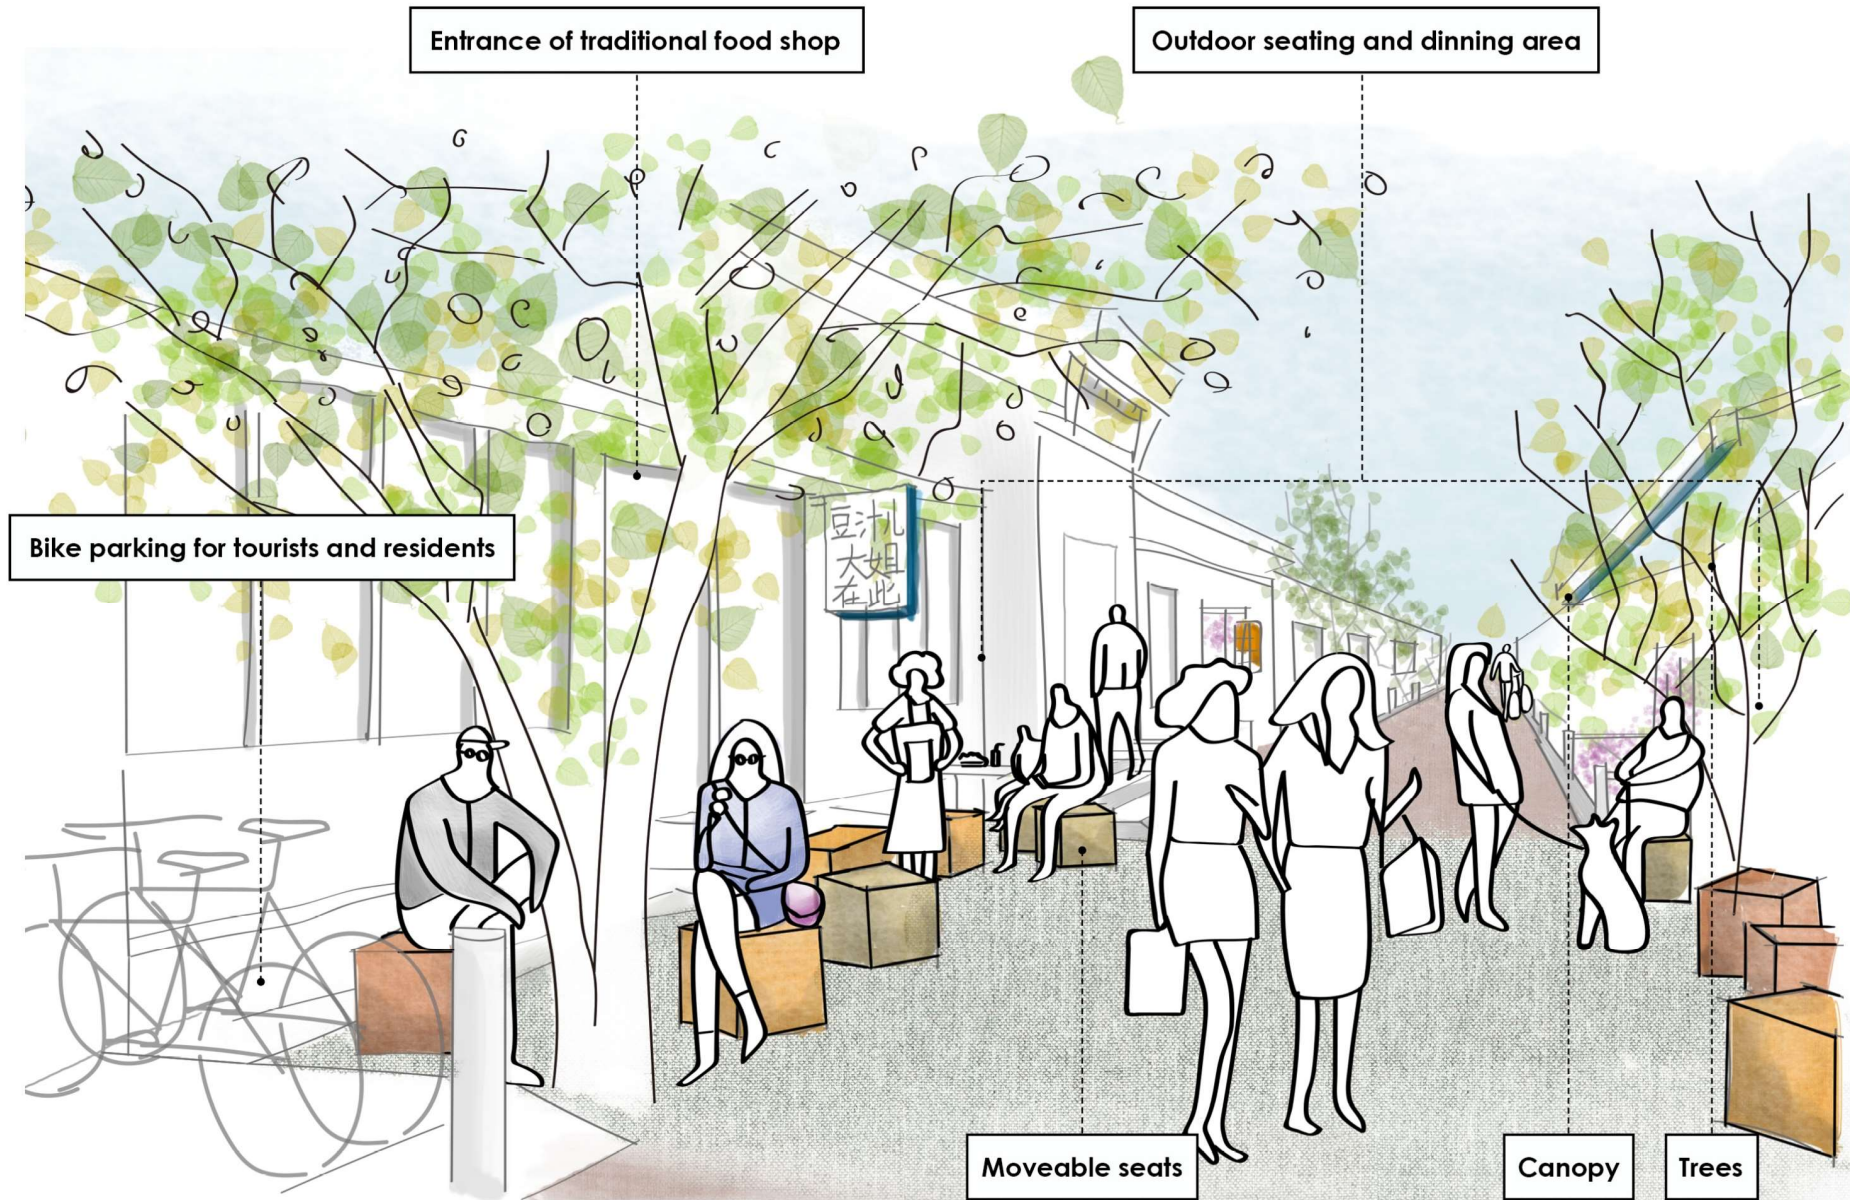 Entrance of traditional food shop
Outdoor seating and dinning area
Bike parking for tourists and residents
豆汁儿
大姐
在此
Moveable seats
Canopy
Trees